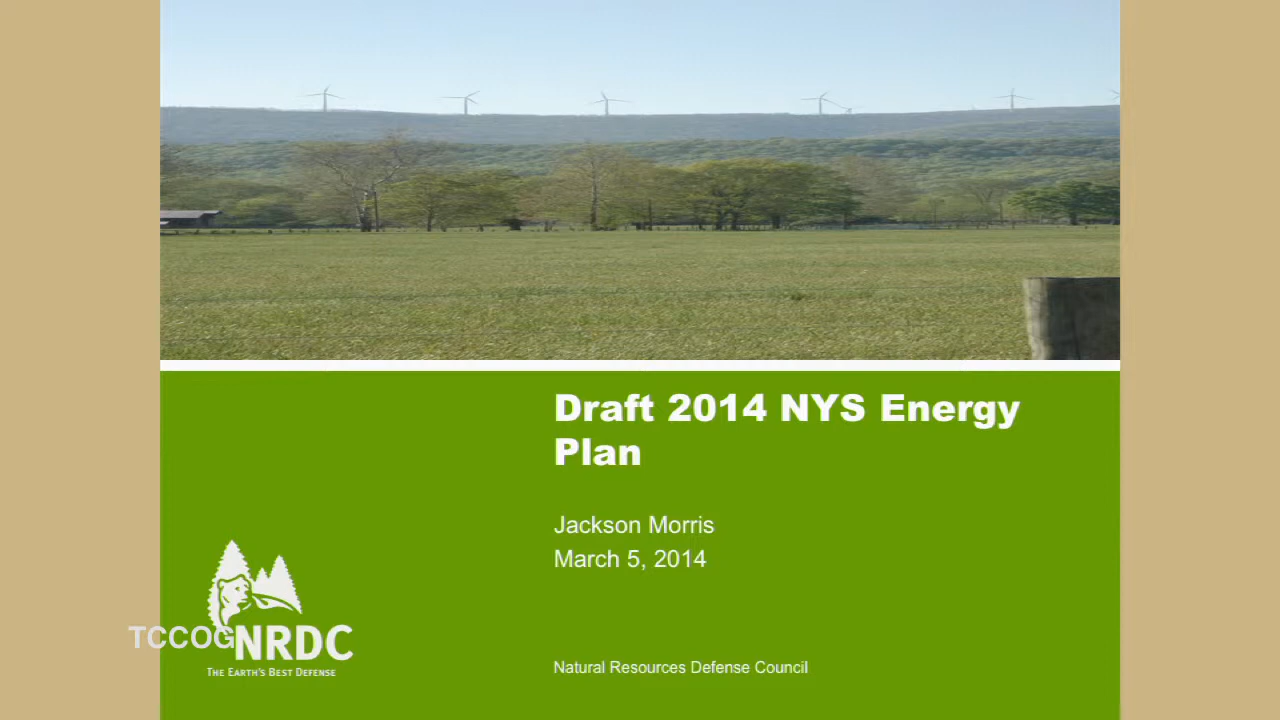 Draft 2014 NYS Energy
Plan
Jackson Morris
March 5, 2014
TCCOG
NRDC
THE EARTH'S BEST DEFENSE
Natural Resources Defense Council